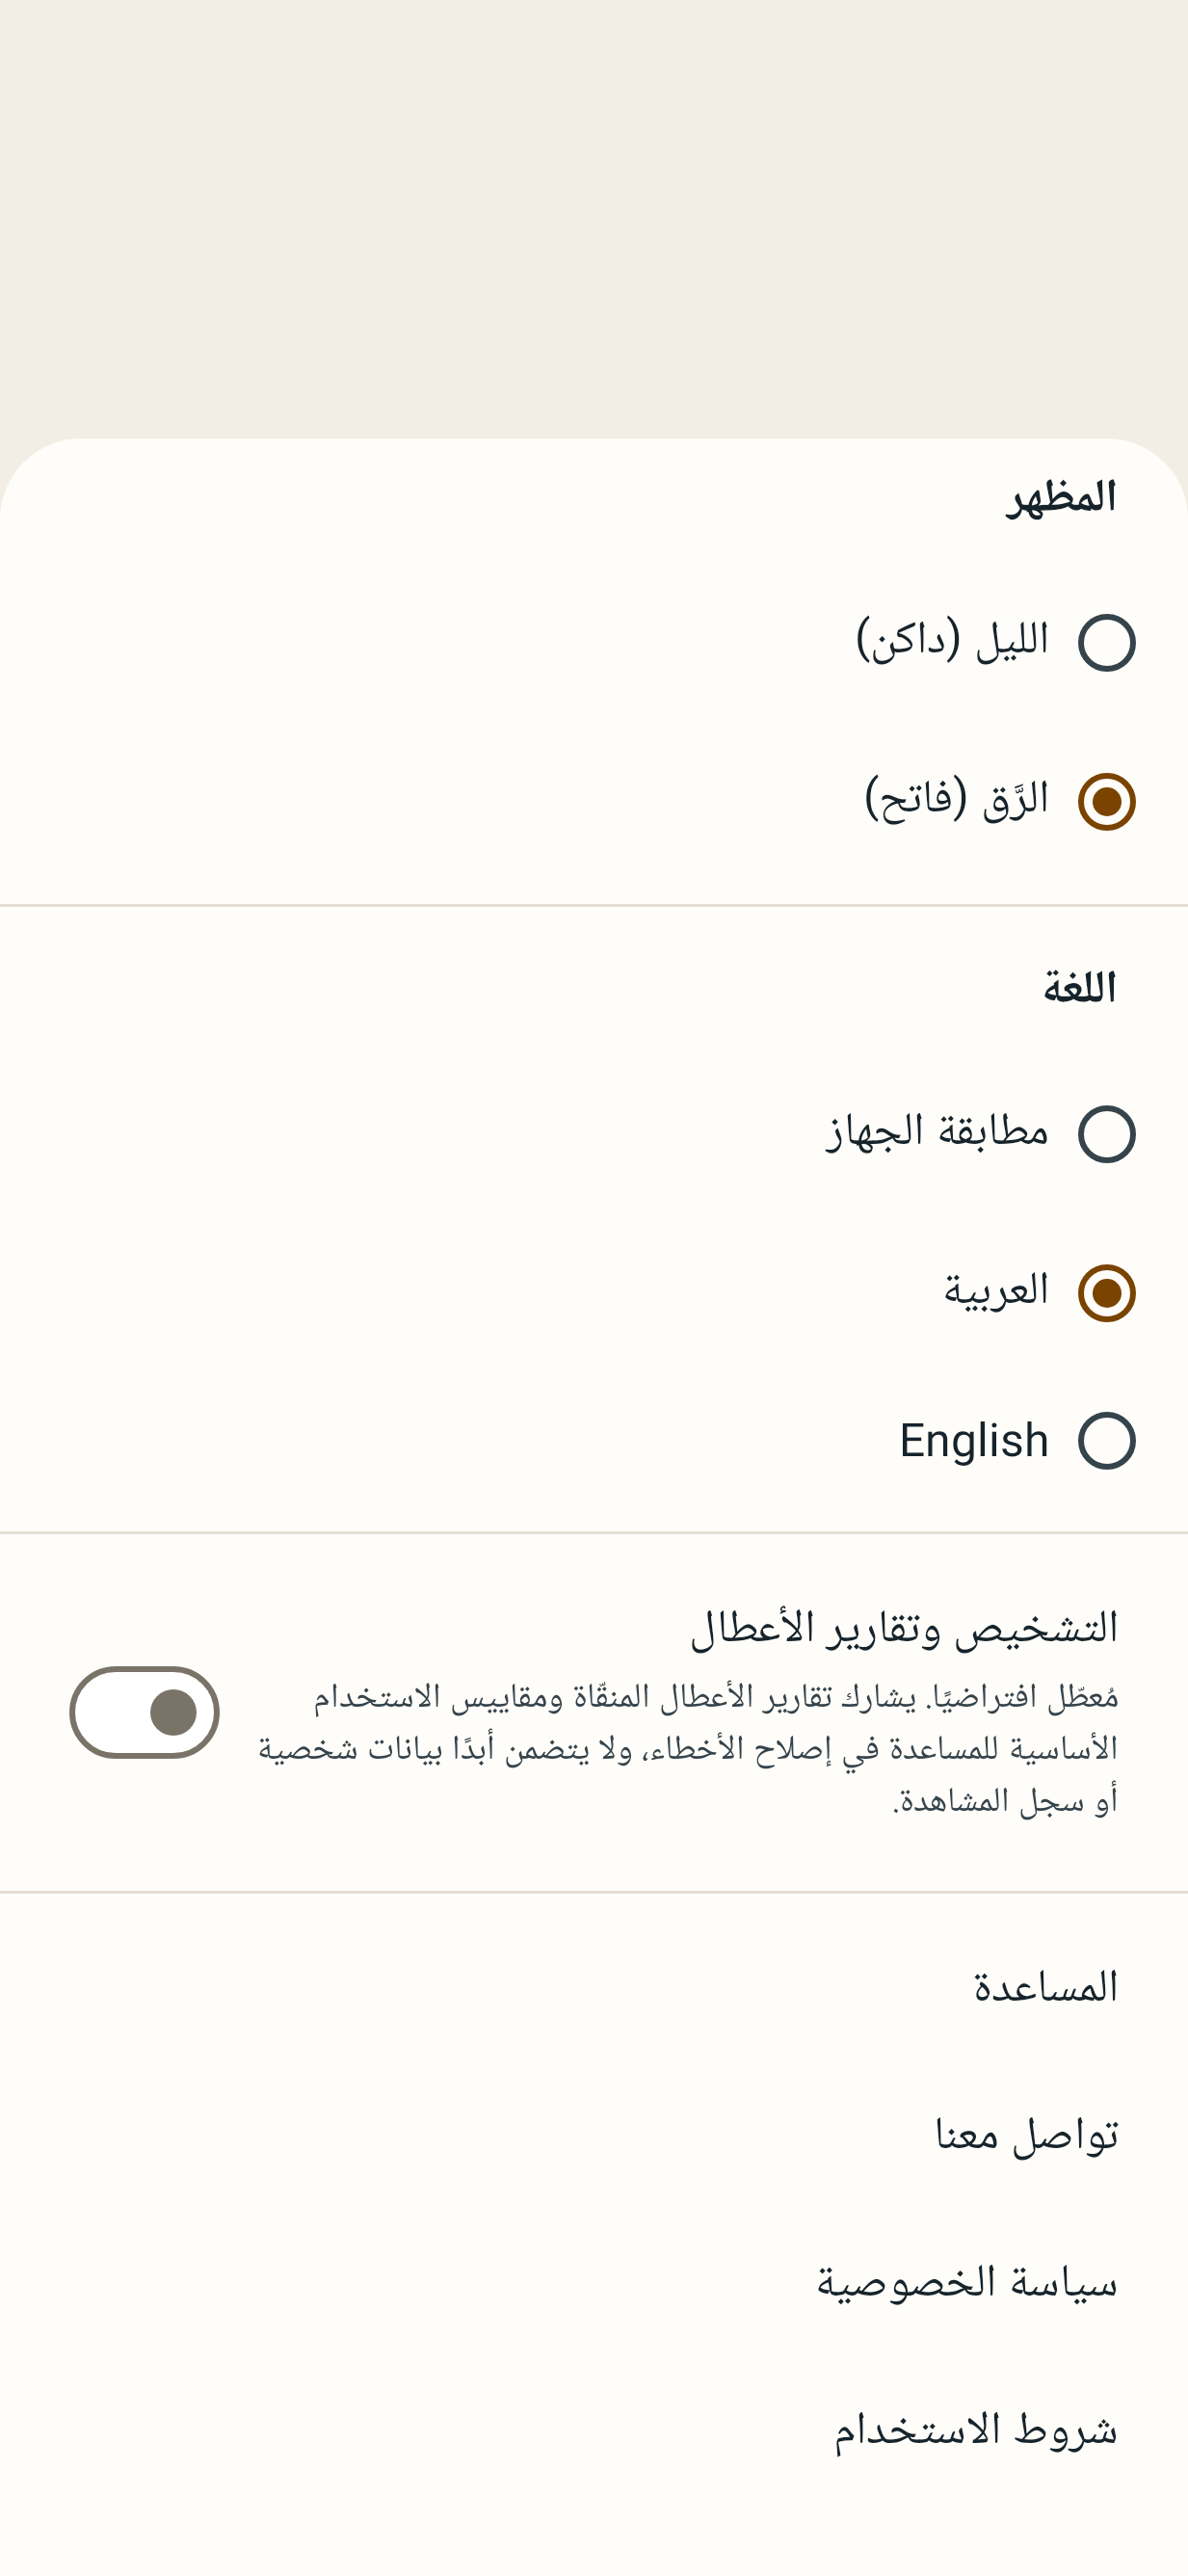 المظهر
الليل (داكن)
الرَّق (فاتح)
اللغة
مطابقة الجهاز
العربية
English
التشخيص وتقارير الأعطال
مُعطّل افتراضيًا. يشارك تقارير الأعطال المنقّاة ومقاييس الاستخدام
الأساسية للمساعدة في إصلاح الأخطاء، ولا يتضمن أبدًا بيانات شخصية
أو سجل المشاهدة.
المساعدة
تواصل معنا
سياسة الخصوصية
شروط الاستخدام